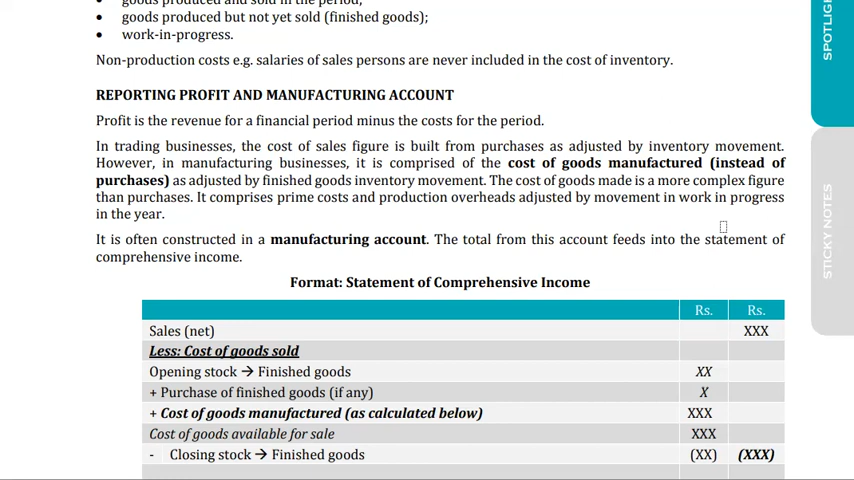 goods produced and sold in the period;
• goods produced but not yet sold (finished goods);
• work-in-progress.
Non-production costs e.g. salaries of sales persons are never included in the cost of inventory.
REPORTING PROFIT AND MANUFACTURING ACCOUNT
Profit is the revenue for a financial period minus the costs for the period.
In trading businesses, the cost of sales figure is built from purchases as adjusted by inventory movement.
However, in manufacturing businesses, it is comprised of the cost of goods manufactured (instead of
purchases) as adjusted by finished goods inventory movement. The cost of goods made is a more complex figure
than purchases. It comprises prime costs and production overheads adjusted by movement in work in progress
in the year.
It is often constructed in a manufacturing account. The total from this account feeds into the statement of
comprehensive income.
Format: Statement of Comprehensive Income
Rs. Rs.
Sales (net) XXX
Less: Cost of goods sold
Opening stock → Finished goods XX
+ Purchase of finished goods (if any) X
+ Cost of goods manufactured (as calculated below) XXX
Cost of goods available for sale XXX
- Closing stock → Finished goods (XX) (XXX)
SPOTLIGH
STICKY NOTES